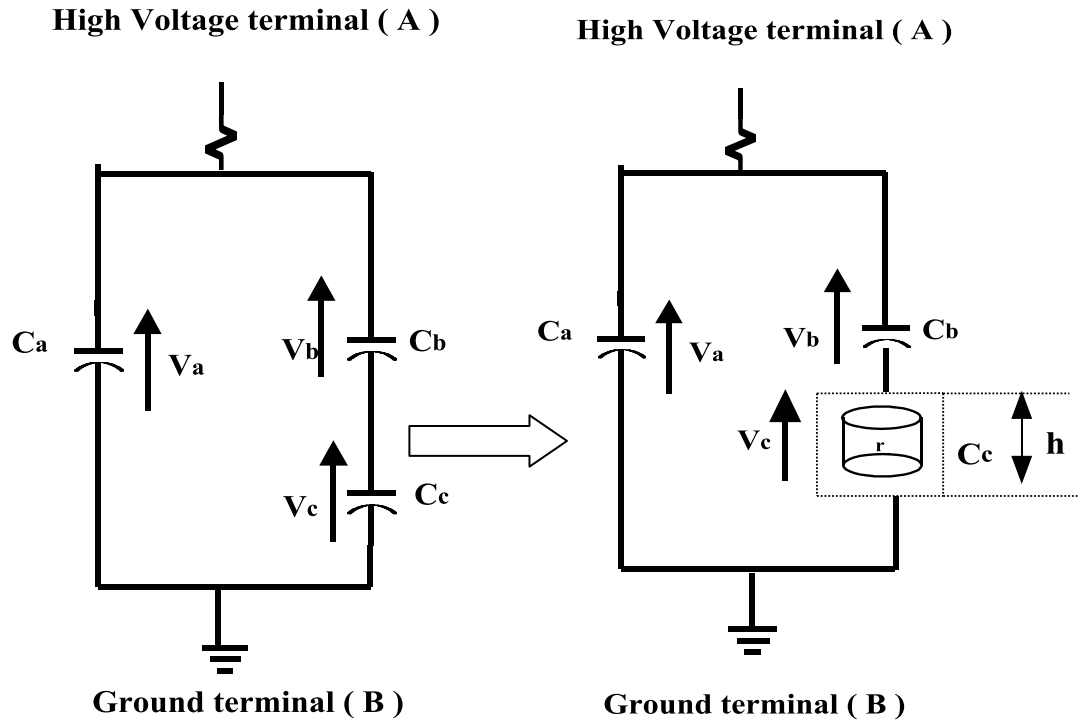 High Voltage terminal ( A )
Ca
Va
Vb
Cb
Vc
Cc
Ground terminal ( B )
High Voltage terminal ( A )
Ca
Va
Vb
Cb
Vc
r
Cc
h
Ground terminal ( B )